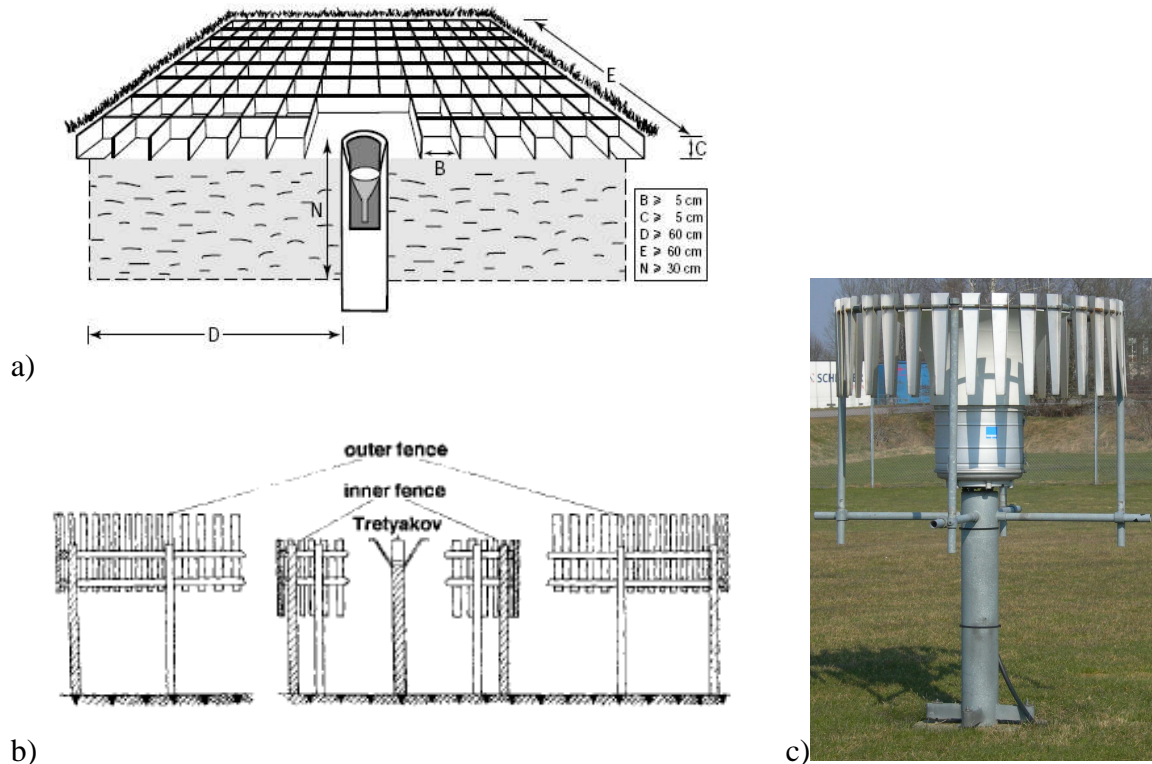 E
C
B
N
B ⩾ 5 cm
C ⩾ 5 cm
D ⩾ 60 cm
E ⩾ 60 cm
N ⩾ 30 cm
D
a)
outer fence
inner fence
Tretyakov
b)
c)